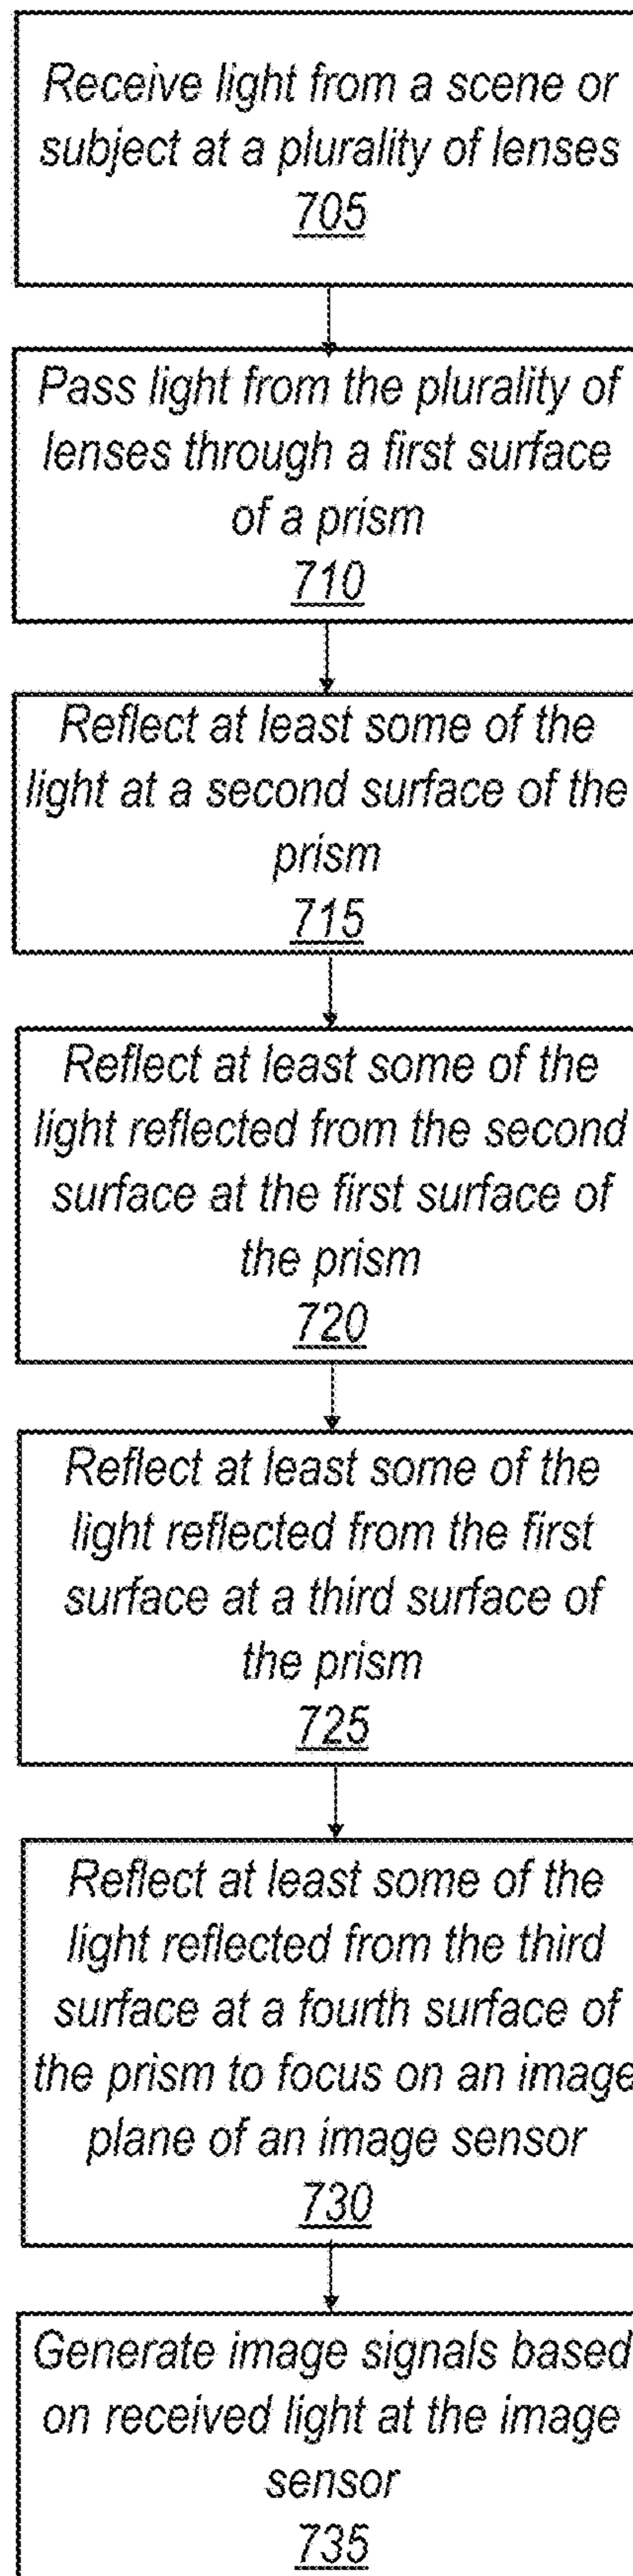 Receive light from a scene or
subject at a plurality of lenses
705
Pass light from the plurality of
lenses through a first surface
of a prism
710
Reflect at least some of the
light at a second surface of the
prism
715
Reflect at least some of the
light reflected from the second
surface at the first surface of
the prism
720
Reflect at least some of the
light reflected from the first
surface at a third surface of
the prism
725
Reflect at least some of the
light reflected from the third
surface at a fourth surface of
the prism to focus on an image
plane of an image sensor
730
Generate image signals based
on received light at the image
sensor
735